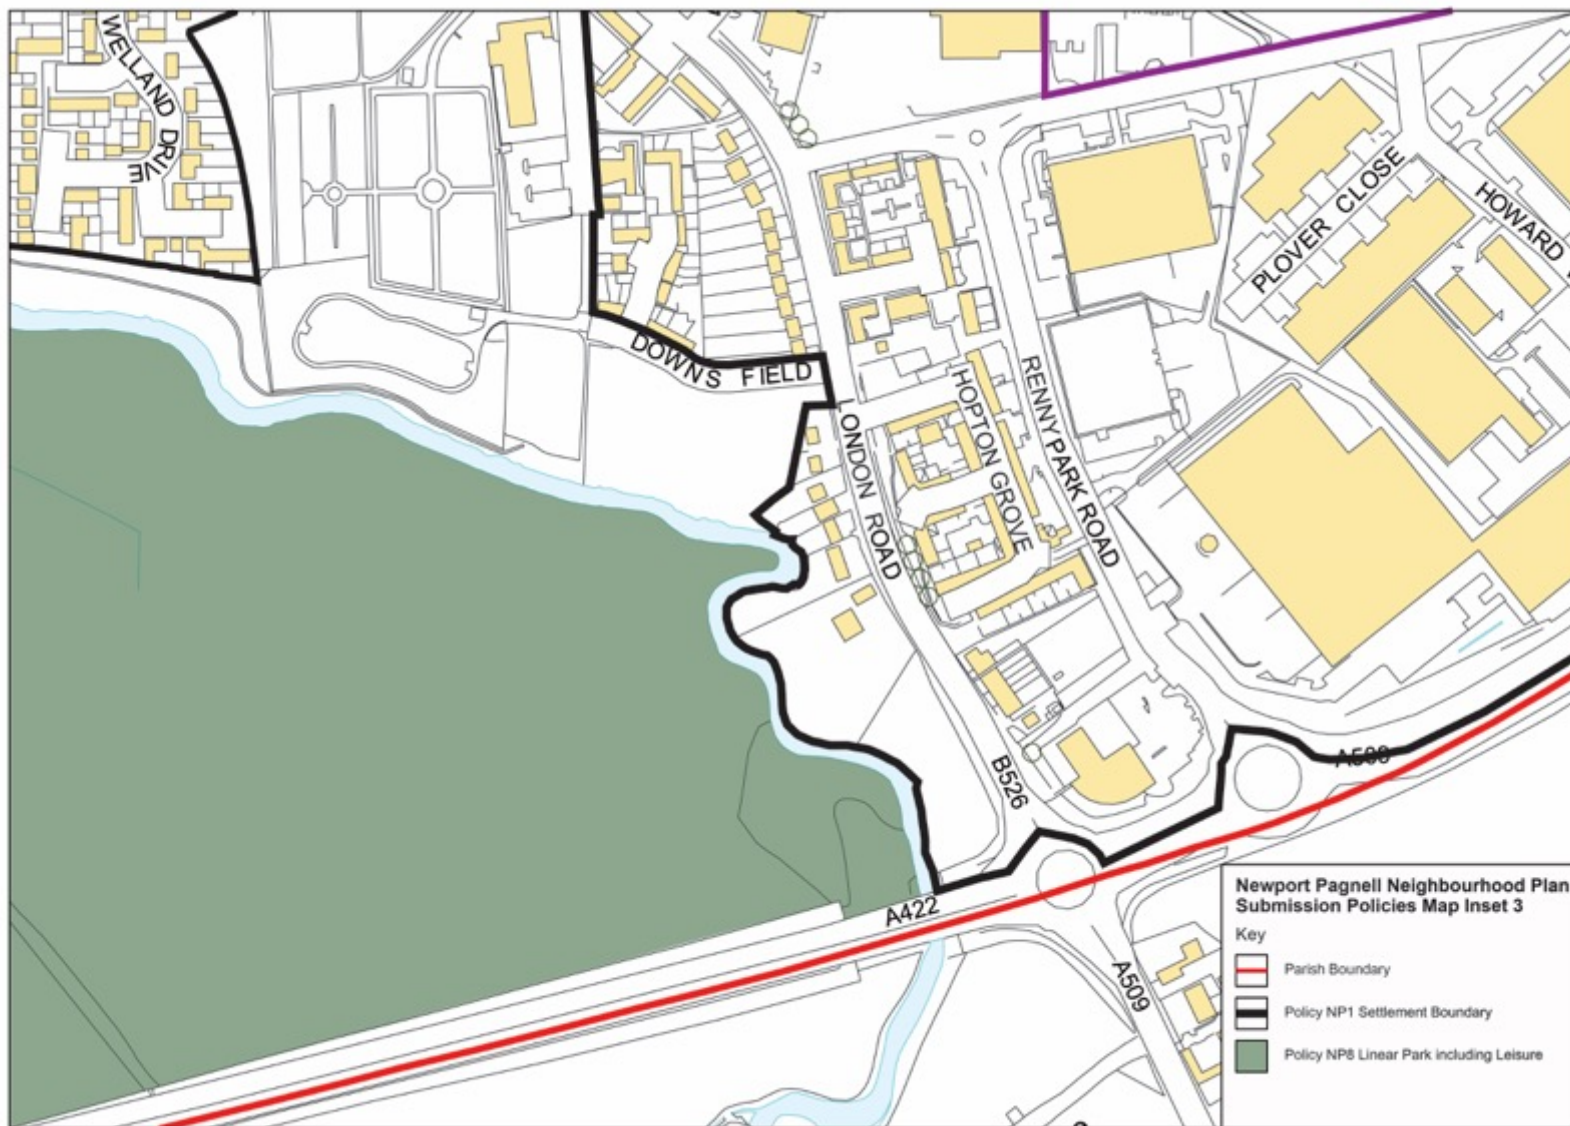 WELLAND DRIVE
PLOVER CLOSE
HOWARD
DOWNS FIELD
LONDON ROAD
HOPTON GROVE
RENNY PARK ROAD
B526
A422
A509
Newport Pagnell Neighbourhood Plan
Submission Policies Map Inset 3
Key
Parish Boundary
Policy NP1 Settlement Boundary
Policy NP8 Linear Park including Leisure